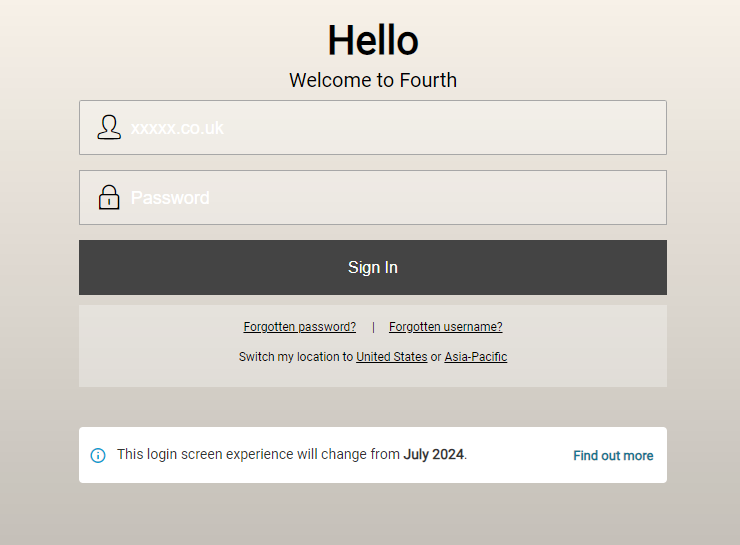 Hello
Welcome to Fourth
xxxxx.co.uk
Password
Sign In
Forgotten password? | Forgotten username?
Switch my location to United States or Asia-Pacific
This login screen experience will change from July 2024. Find out more